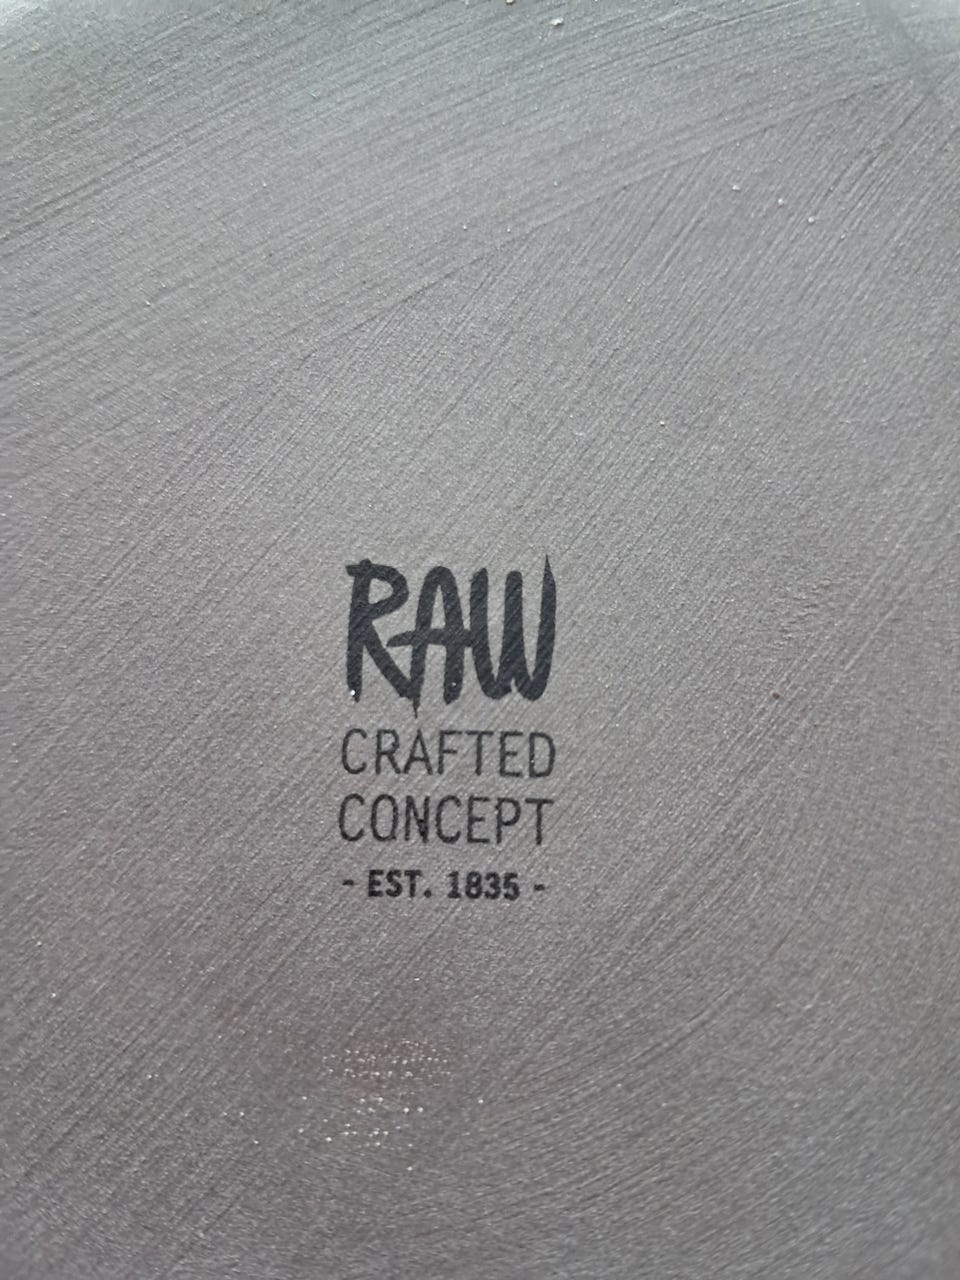 RAW
CRAFTED
CONCEPT
- EST. 1835 -